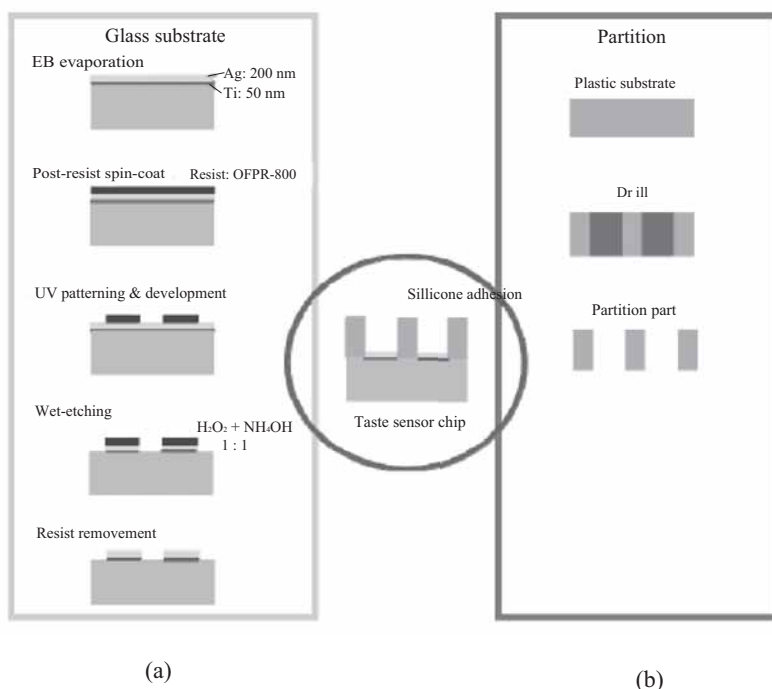 Glass substrate
EB evaporation
Ag: 200 nm
Ti: 50 nm
Post-resist spin-coat
Resist: OFPR-800
UV patterning & development
Wet-etching
H₂O₂ + NH₄OH
1 : 1
Resist removement
Sillicone adhesion
Taste sensor chip
Partition
Plastic substrate
Dr ill
Partition part
(a)
(b)